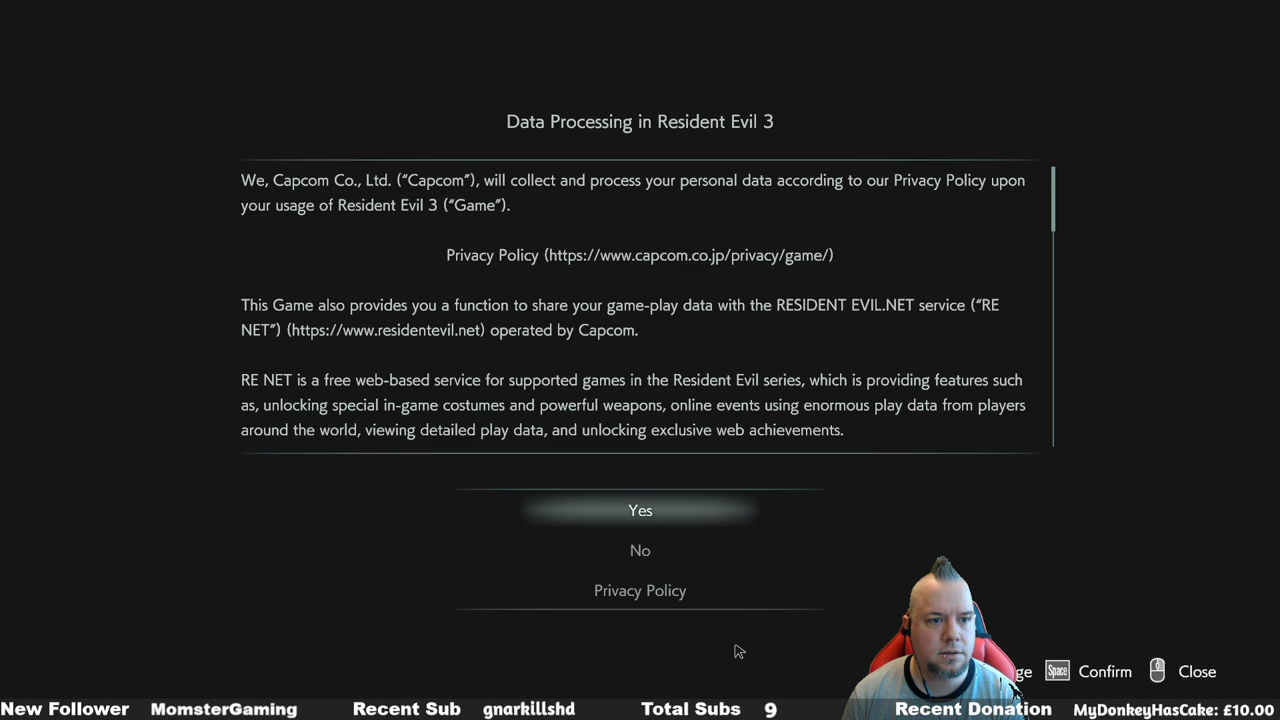 Data Processing in Resident Evil 3
We, Capcom Co., Ltd. (“Capcom”), will collect and process your personal data according to our Privacy Policy upon
your usage of Resident Evil 3 (“Game”).
Privacy Policy (https://www.capcom.co.jp/privacy/game/)
This Game also provides you a function to share your game-play data with the RESIDENT EVIL.NET service (“RE
NET”) (https://www.residentevil.net) operated by Capcom.
RE NET is a free web-based service for supported games in the Resident Evil series, which is providing features such
as, unlocking special in-game costumes and powerful weapons, online events using enormous play data from players
around the world, viewing detailed play data, and unlocking exclusive web achievements.
Yes
No
Privacy Policy
Space Confirm Close
New Follower MomsterGaming Recent Sub gnarkillshd Total Subs 9 Recent Donation MyDonkeyHasCake: £10.00